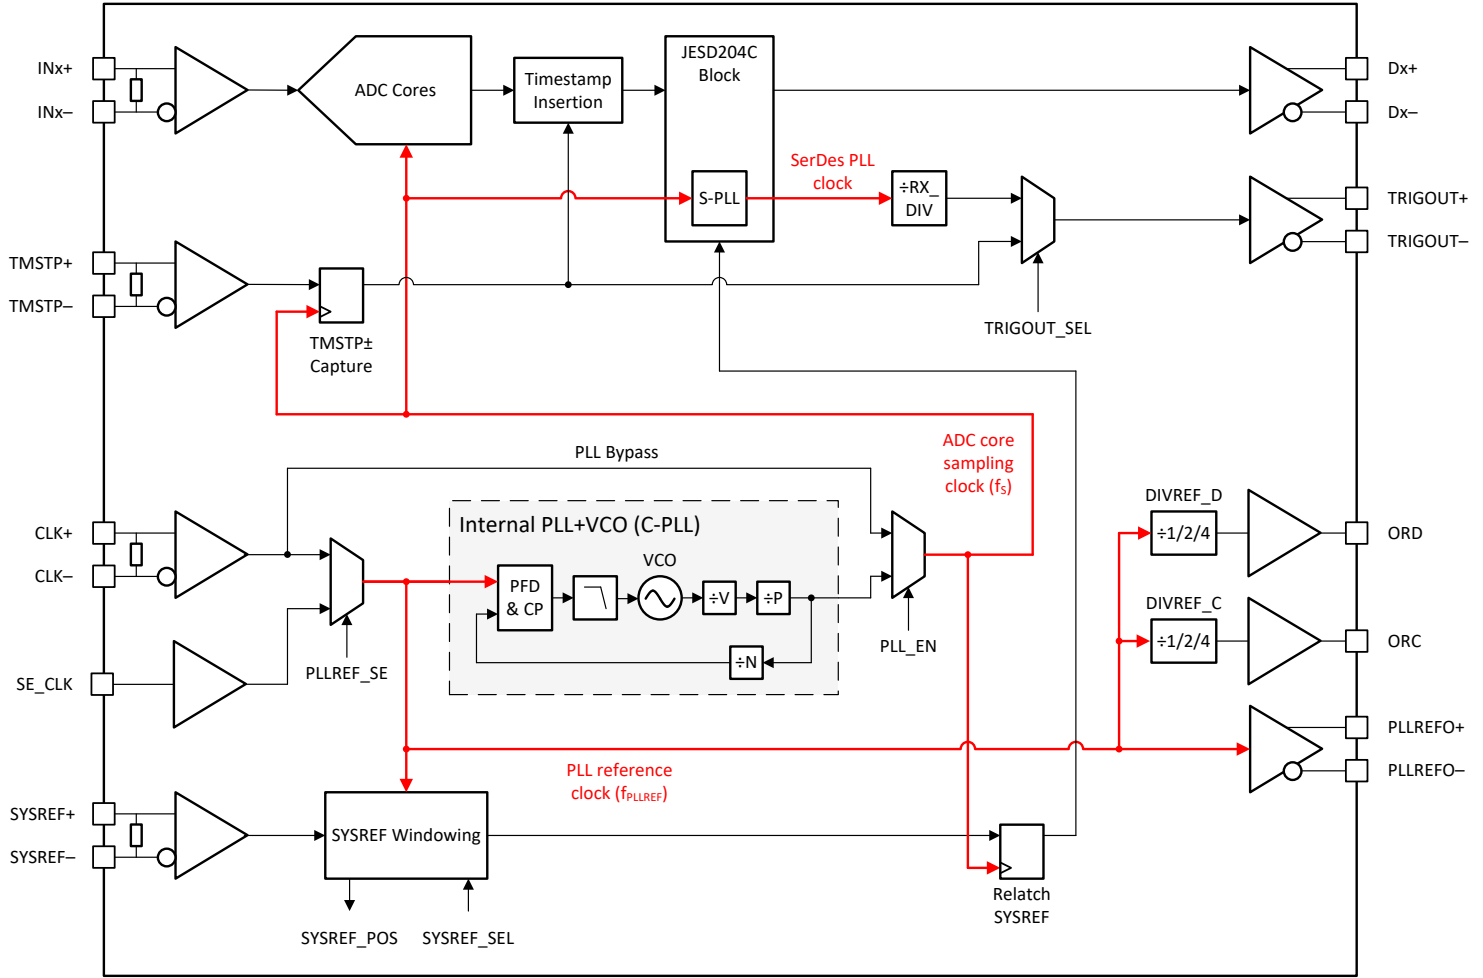 INx+
INx–
ADC Cores
Timestamp
Insertion
JESD204C
Block
S-PLL
SerDes PLL
clock
÷RX_
DIV
Dx+
Dx–
TRIGOUT+
TRIGOUT–
TRIGOUT_SEL
TMSTP+
TMSTP–
TMSTP±
Capture
PLL Bypass
ADC core
sampling
clock (fS)
CLK+
CLK–
SE_CLK
PLLREF_SE
Internal PLL+VCO (C-PLL)
PFD
& CP
VCO
÷V
÷P
÷N
PLL_EN
DIVREF_D
÷1/2/4
ORD
DIVREF_C
÷1/2/4
ORC
PLLREFO+
PLLREFO–
PLL reference
clock (fPLLREF)
SYSREF+
SYSREF–
SYSREF Windowing
SYSREF_POS
SYSREF_SEL
Relatch
SYSREF